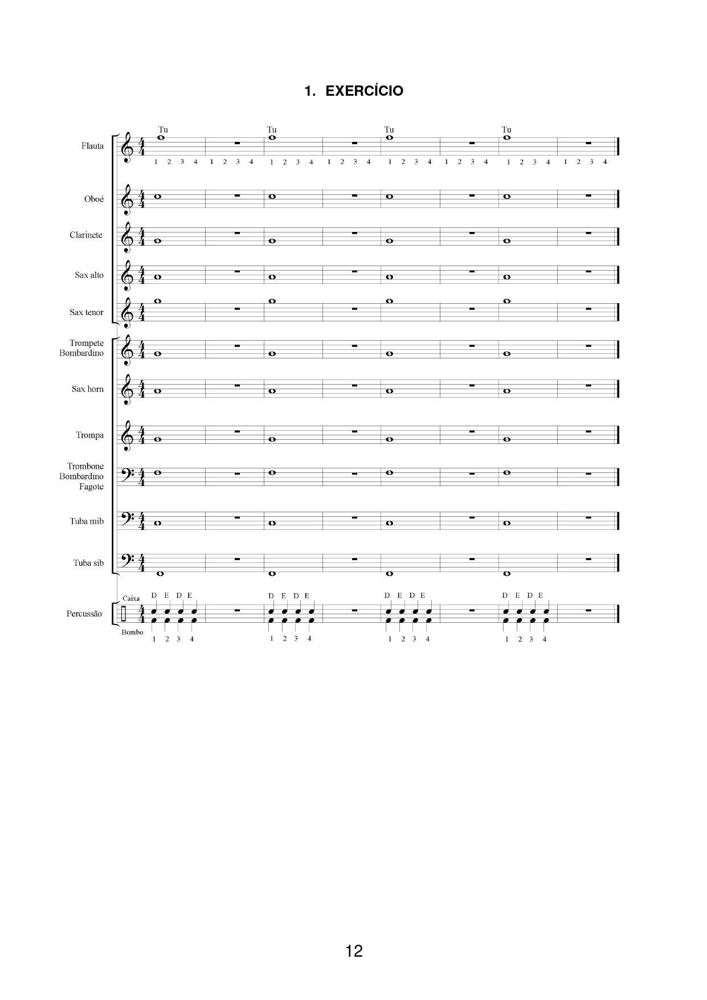 1. EXERCÍCIO
Tu Tu Tu Tu
Flauta
1 2 3 4 1 2 3 4 1 2 3 4 1 2 3 4 1 2 3 4 1 2 3 4 1 2 3 4 1 2 3 4
Oboé
Clarinete
Sax alto
Sax tenor
Trompete
Bombardino
Sax horn
Trompa
Trombone
Bombardino
Fagote
Tuba mib
Tuba sib
Caixa D E D E D E D E D E D E D E D E
Percussão
Bombo
1 2 3 4 1 2 3 4 1 2 3 4 1 2 3 4
12